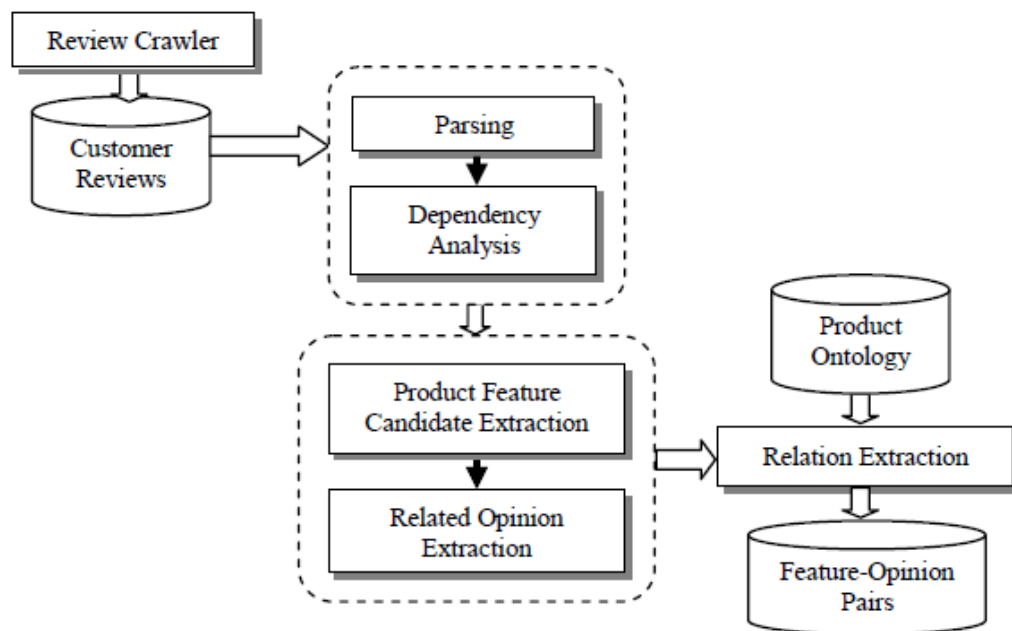 Review Crawler
Customer
Reviews
Parsing
Dependency
Analysis
Product Feature
Candidate Extraction
Related Opinion
Extraction
Product
Ontology
Relation Extraction
Feature-Opinion
Pairs